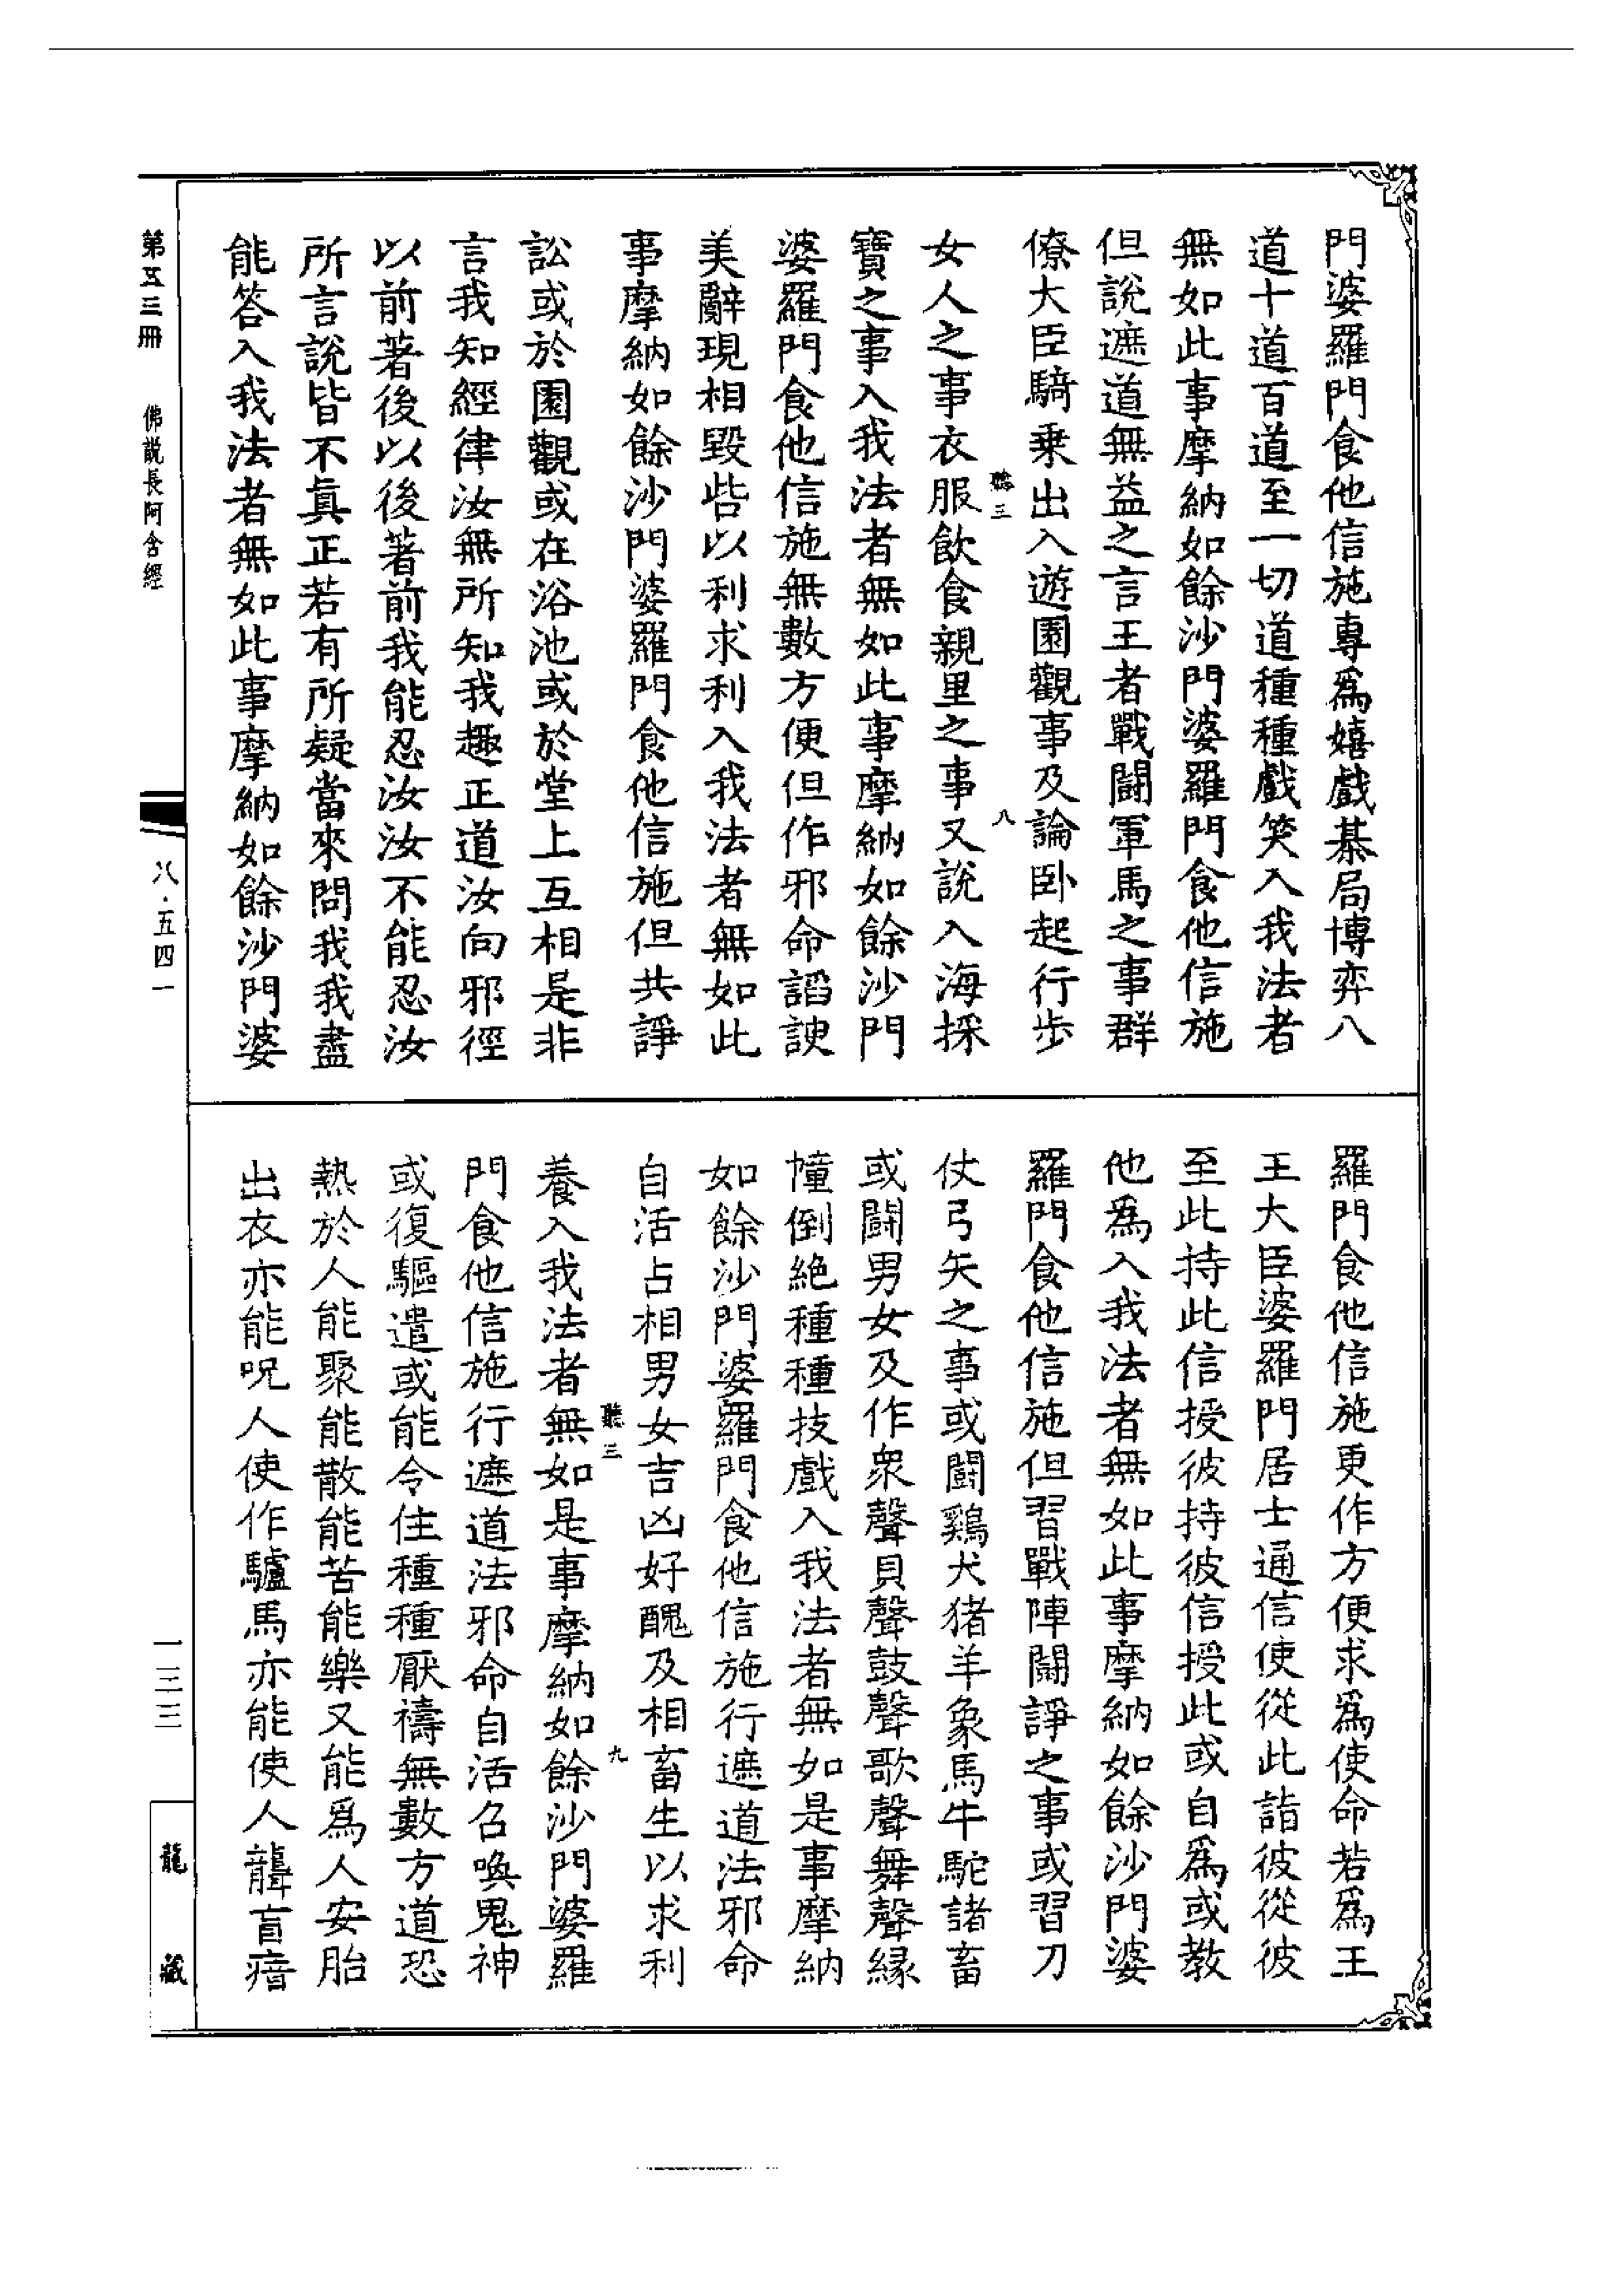 門婆羅門食他信施專爲嬉戲棊局博弈八
道十道百道至一切道種種戲笑入我法者
無如此事摩納如餘沙門婆羅門食他信施
但說遮道無益之言王者戰鬪軍馬之事群
僚大臣騎乗出入遊園觀事及論卧起行步
聽三 八
女人之事衣服飲食親里之事又說入海採
寶之事入我法者無如此事摩納如餘沙門
婆羅門食他信施無數方便但作邪命諂諛
美辭現相毀呰以利求利入我法者無如此
事摩納如餘沙門婆羅門食他信施但共諍
訟或於園觀或在浴池或於堂上互相是非
言我知經律汝無所知我趣正道汝向邪徑
以前著後以後著前我能忍汝汝不能忍汝
所言說皆不真正若有所疑當來問我我盡
能答入我法者無如此事摩納如餘沙門婆
羅門食他信施更作方便求爲使命若爲王
王大臣婆羅門居士通信使從此詣彼從彼
至此持此信授彼持彼信授此或自爲或教
他爲入我法者無如此事摩納如餘沙門婆
羅門食他信施但習戰陣鬪諍之事或習刀
仗弓矢之事或鬪鷄犬猪羊象馬牛駝諸畜
或鬪男女及作衆聲貝聲鼓聲歌聲舞聲緣
幢倒絶種種技戲入我法者無如是事摩納
如餘沙門婆羅門食他信施行遮道法邪命
自活占相男女吉凶好醜及相畜生以求利
聽三 九
養入我法者無如是事摩納如餘沙門婆羅
門食他信施行遮道法邪命自活召喚鬼神
或復驅遣或能令住種種厭禱無數方道恐
熱於人能聚能散能苦能樂又能爲人安胎
出衣亦能呪人使作驢馬亦能使人聾盲瘖
第五三冊 佛説長阿含經
八·五四一
一三三
龍藏